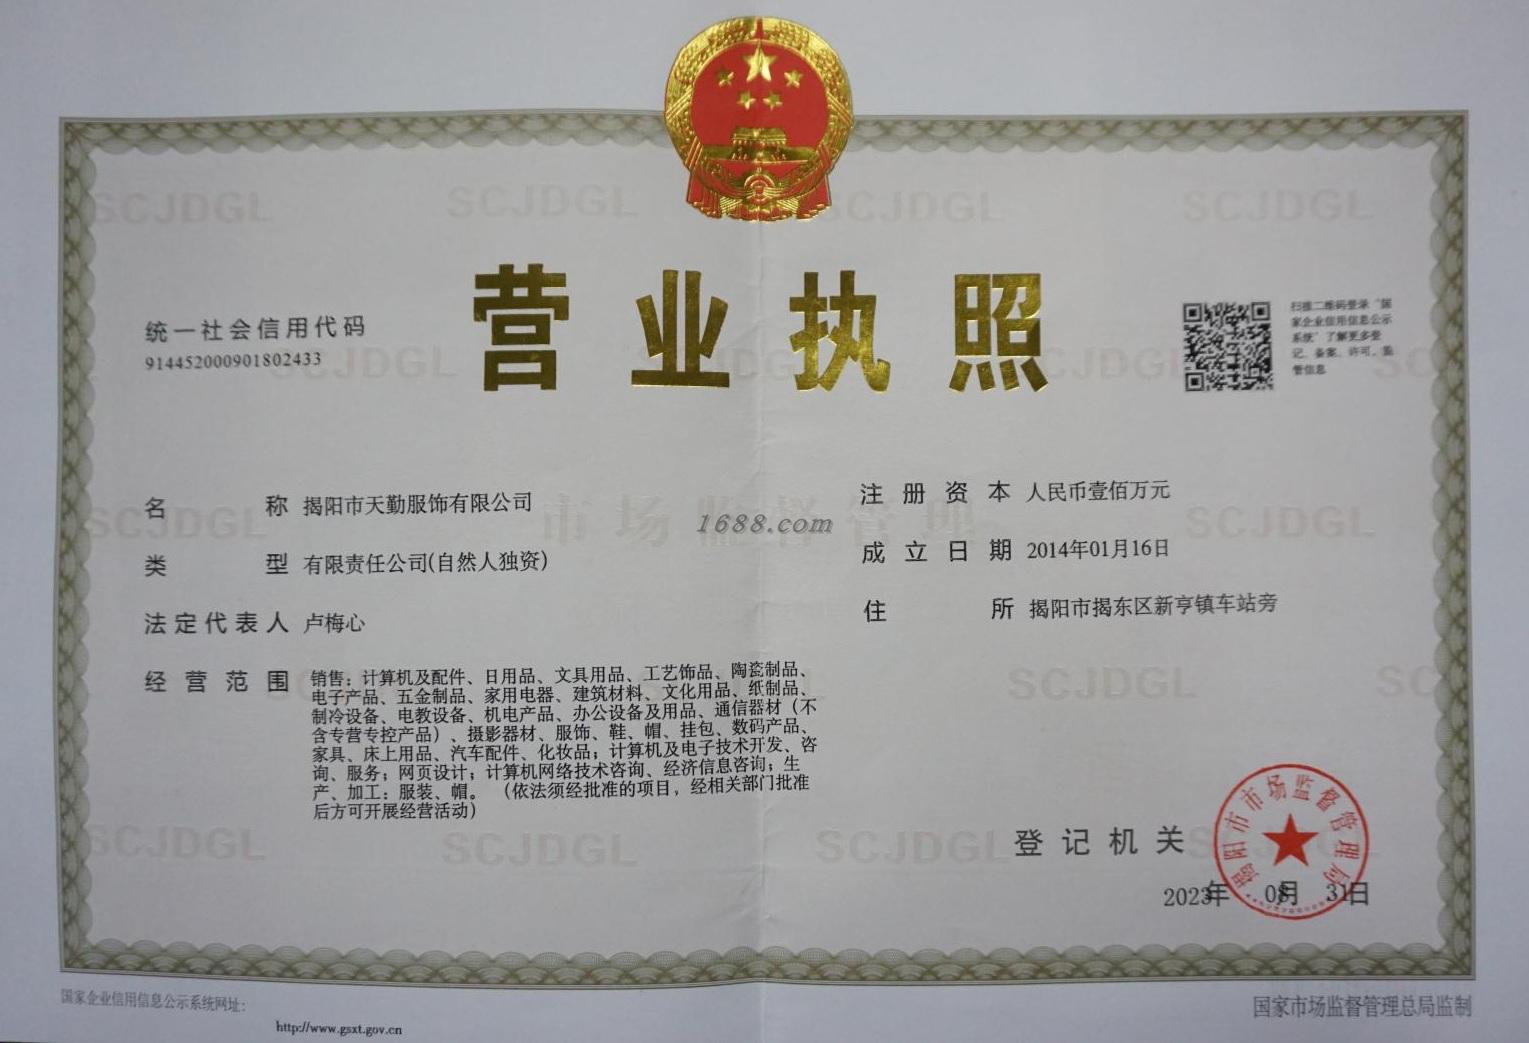 营业执照
统一社会信用代码
914452000901802433
扫描二维码登录“国
家企业信用信息公示
系统”了解更多登
记、备案、许可、监
管信息
名 称 揭阳市天勤服饰有限公司
类 型 有限责任公司(自然人独资)
法定代表人 卢梅心
经营范围 销售：计算机及配件、日用品、文具用品、工艺饰品、陶瓷制品、
电子产品、五金制品、家用电器、建筑材料、文化用品、纸制品、
制冷设备、电教设备、机电产品、办公设备及用品、通信器材（不
含专营专控产品）、摄影器材、服饰、鞋、帽、挂包、数码产品、
家具、床上用品、汽车配件、化妆品；计算机及电子技术开发、咨
询、服务；网页设计；计算机网络技术咨询、经济信息咨询；生
产、加工：服装、帽。（依法须经批准的项目，经相关部门批准
后方可开展经营活动）
注册资本 人民币壹佰万元
成立日期 2014年01月16日
住 所 揭阳市揭东区新亨镇车站旁
1688.com
市场监督管理
SCJDGL
登记机关
揭阳市市场监督管理局
2023年 08月 31日
国家企业信用信息公示系统网址：
http://www.gsxt.gov.cn
国家市场监督管理总局监制